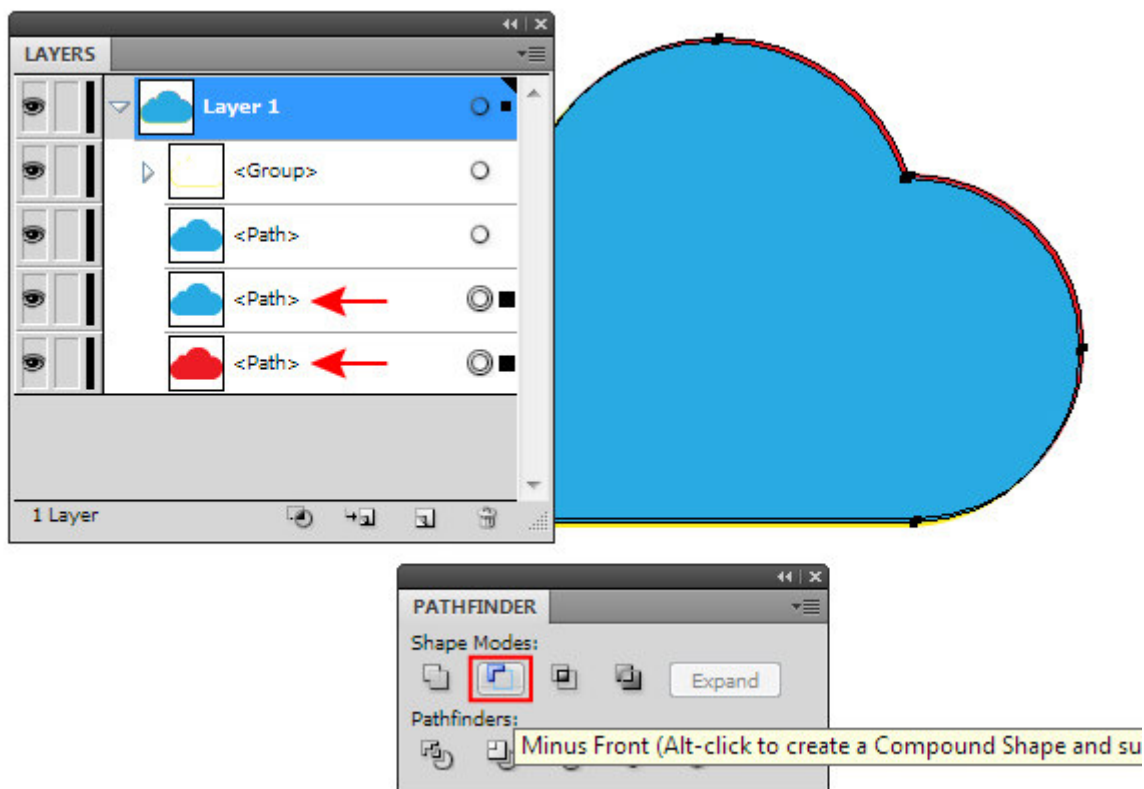 LAYERS
Layer 1
<Group>
<Path>
<Path>
<Path>
1 Layer
PATHFINDER
Shape Modes:
Expand
Pathfinders:
Minus Front (Alt-click to create a Compound Shape and su